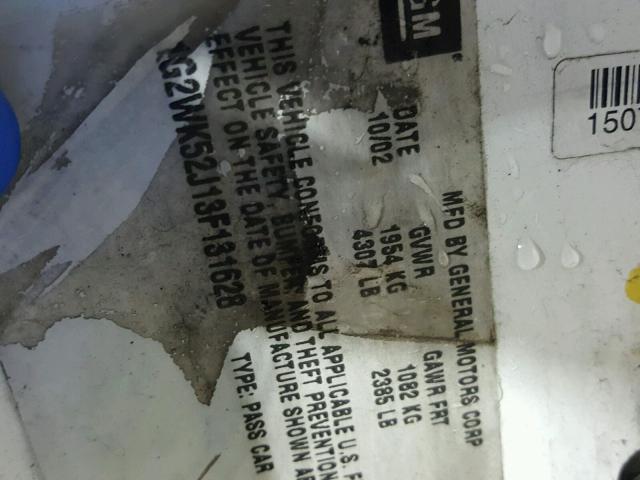 GM
MFD BY GENERAL MOTORS CORP
DATE GVWR GAWR FRT
10/02 1954 KG 1082 KG
4307 LB 2385 LB
THIS VEHICLE CONFORMS TO ALL APPLICABLE U.S. F
VEHICLE SAFETY, BUMPER, AND THEFT PREVENTION
EFFECT ON THE DATE OF MANUFACTURE SHOWN
1G2WK52J13F131628 TYPE: PASS CAR
150